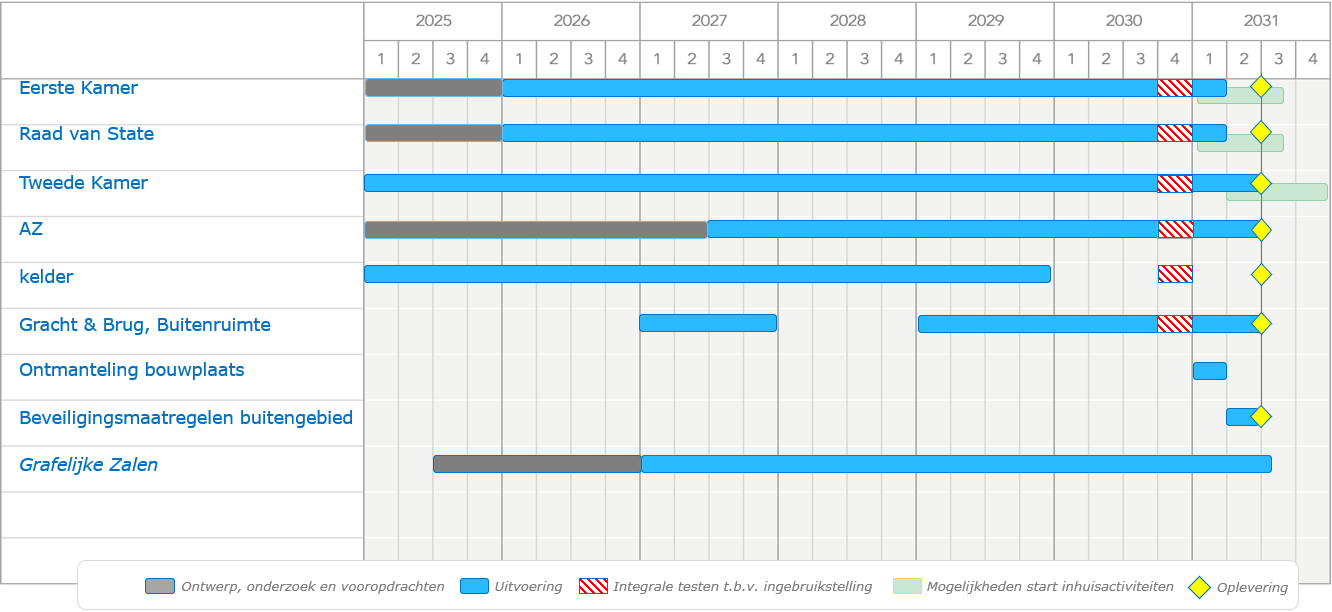 2025 2026 2027 2028 2029 2030 2031
1 2 3 4 1 2 3 4 1 2 3 4 1 2 3 4 1 2 3 4 1 2 3 4 1 2 3 4
Eerste Kamer
Raad van State
Tweede Kamer
AZ
kelder
Gracht & Brug, Buitenruimte
Ontmanteling bouwplaats
Beveiligingsmaatregelen buitengebied
Grafelijke Zalen
Ontwerp, onderzoek en vooropdrachten Uitvoering Integrale testen t.b.v. ingebruikstelling Mogelijkheden start inhuisactiviteiten Oplevering